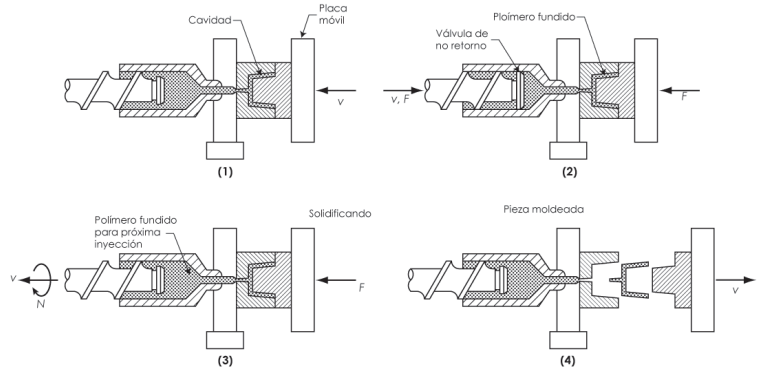 Cavidad
Placa
móvil
v
(1)
Válvula de
no retorno
Ploímero fundido
v, F
F
(2)
Polímero fundido
para próxima
inyección
Solidificando
v
N
F
(3)
Pieza moldeada
v
(4)